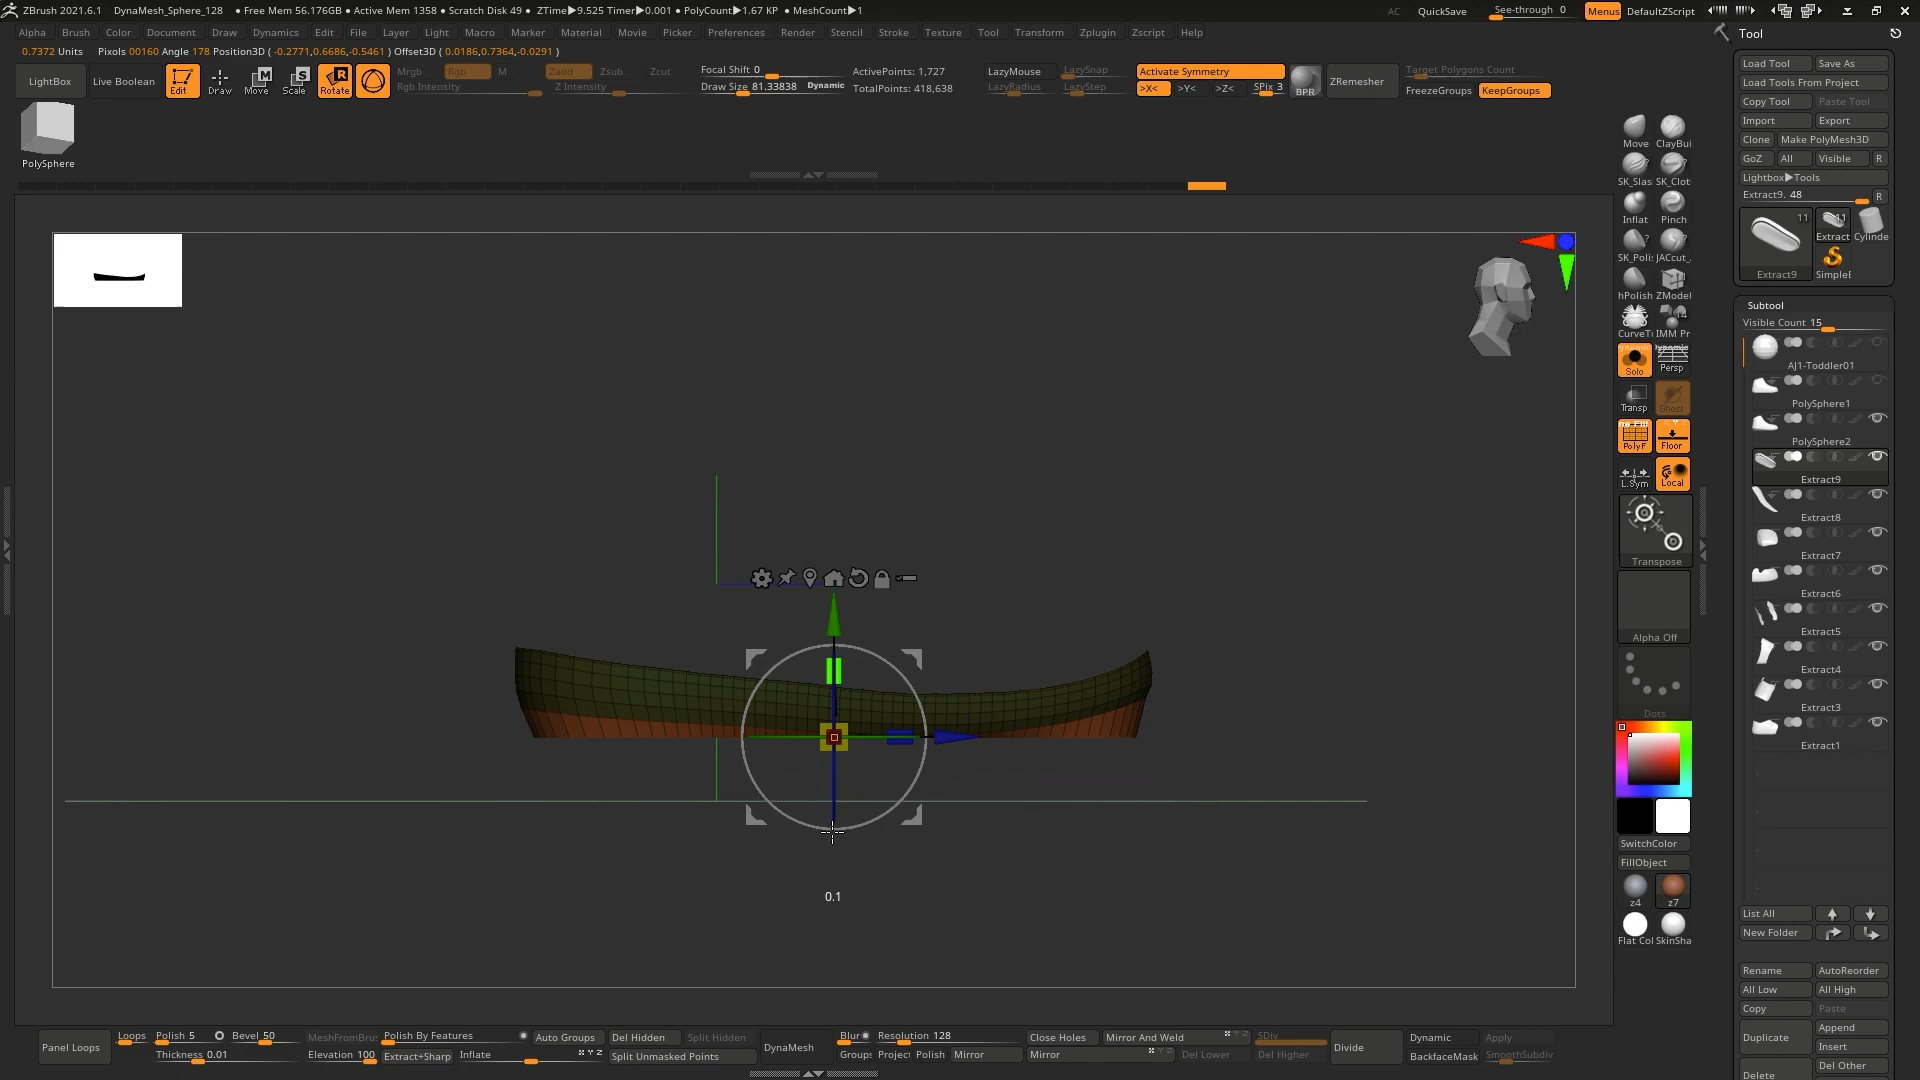 ZBrush 2021.6.1 DynaMesh_Sphere_128 • Free Mem 56.176GB • Active Mem 1358 • Scratch Disk 49 • ZTime▶9.525 Timer▶0.001 • PolyCount▶1.67 KP • MeshCount▶1 AC QuickSave See-through 0 Menus DefaultZScript
Alpha Brush Color Document Draw Dynamics Edit File Layer Light Macro Marker Material Movie Picker Preferences Render Stencil Stroke Texture Tool Transform Zplugin Zscript Help
0.7372 Units Pixols 00160 Angle 178 Position3D ( -0.2771,0.6686,-0.5461 ) Offset3D ( 0.0186,0.7364,-0.0291 )
LightBox Live Boolean Edit Draw Move Scale Rotate
Mrgb Rgb M Zadd Zsub Zcut
Rgb Intensity Z Intensity
Focal Shift 0
Draw Size 81.33838 Dynamic
ActivePoints: 1,727
TotalPoints: 418,638
LazyMouse LazySnap
LazyRadius LazyStep
Activate Symmetry
>X< >Y< >Z< SPix 3
BPR ZRemesher
Target Polygons Count
FreezeGroups KeepGroups
PolySphere
0.1
Move ClayBui
SK_Slas SK_Clot
Inflat Pinch
SK_Poli JACcut_
hPolish ZModel
CurveTi IMM Pr
14
Solo Dynamic Persp
Transp Ghost
PolyF Floor
L.Sym Local
Transpose
Alpha Off
Dots
SwitchColor
FillObject
z4 z7
Flat Col SkinSha
Tool
Load Tool Save As
Load Tools From Project
Copy Tool Paste Tool
Import Export
Clone Make PolyMesh3D
GoZ All Visible R
Lightbox▶Tools
Extract9. 48 R
11 11
Extract Cylinde
Extract9 SimpleB
Subtool
Visible Count 15
AJ1-Toddler01
PolySphere1
PolySphere2
Extract9
Extract8
Extract7
Extract6
Extract5
Extract4
Extract3
Extract1
List All
New Folder
Rename AutoReorder
All Low All High
Copy Paste
Duplicate Append
Insert
Delete Del Other
Panel Loops
Loops Polish 5 Bevel 50
Thickness 0.01
MeshFromBru Polish By Features
Elevation 100 Extract+Sharp Inflate
Auto Groups Del Hidden Split Hidden
Split Unmasked Points
DynaMesh
Blur Resolution 128
Groups Project Polish Mirror
Close Holes Mirror And Weld
Mirror Del Lower
SDiv
Del Higher
Divide
Dynamic Apply
BackfaceMask SmoothSubdiv